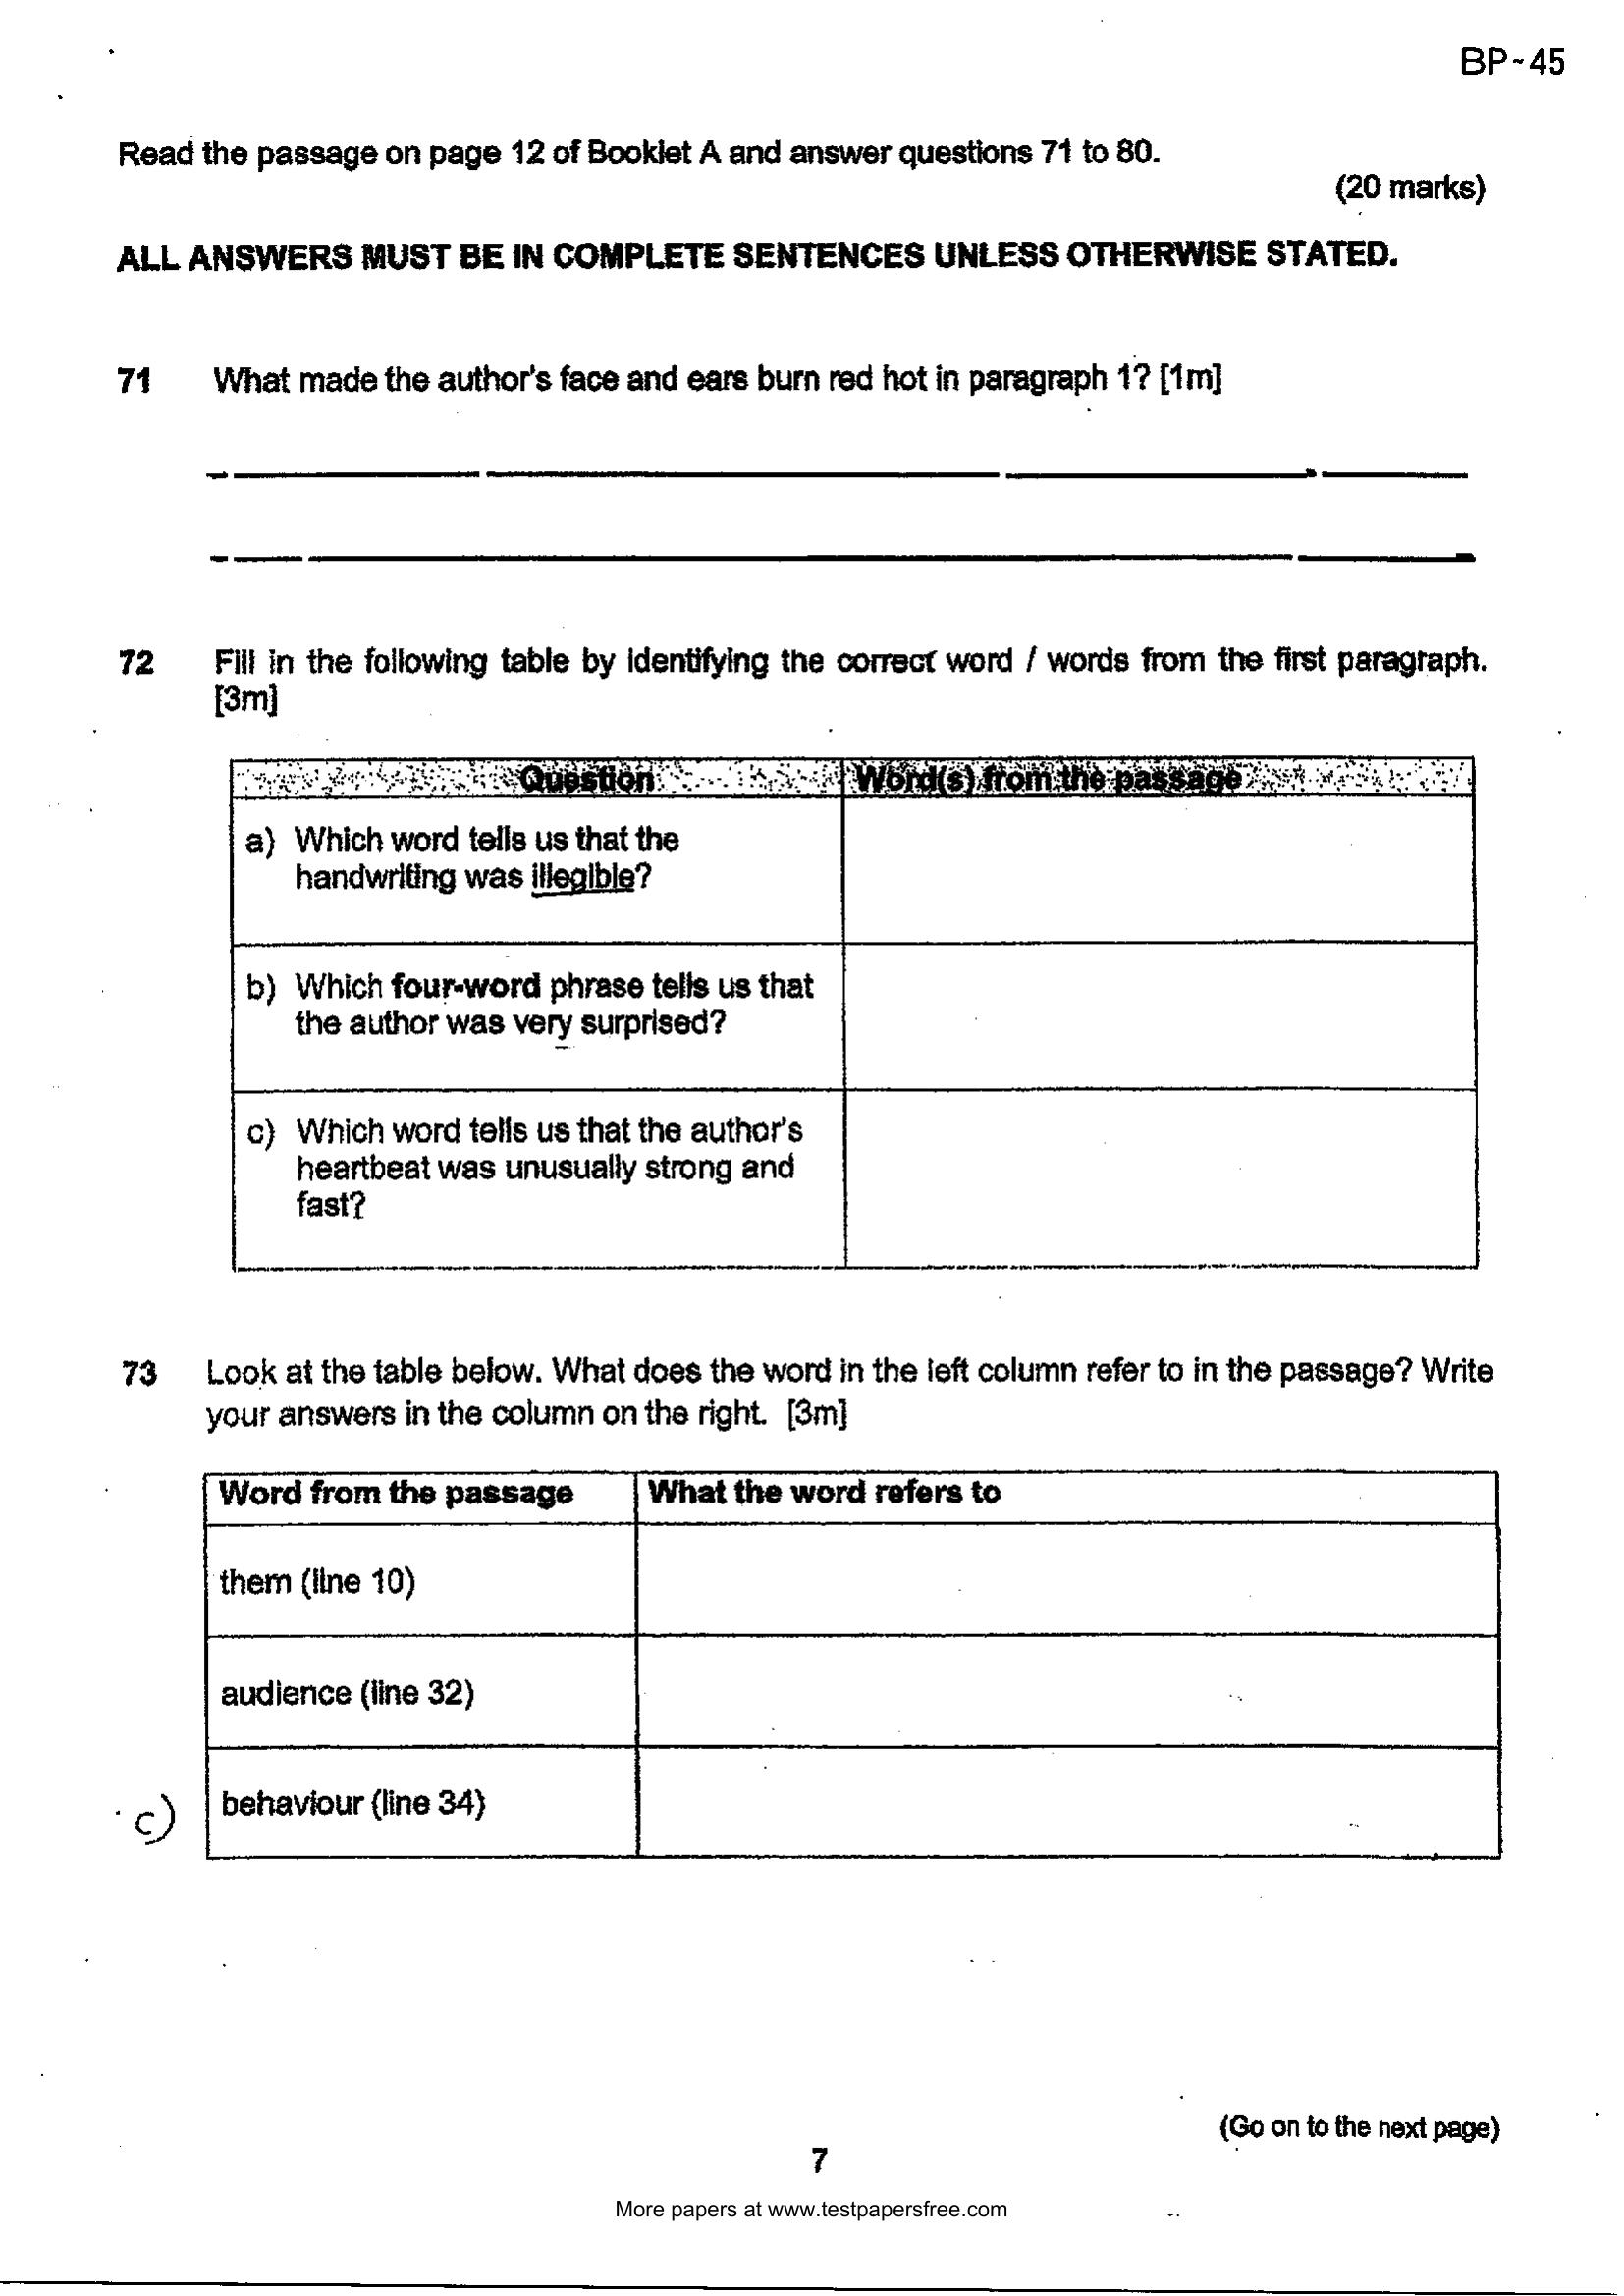 BP-45
Read the passage on page 12 of Booklet A and answer questions 71 to 80.
(20 marks)
ALL ANSWERS MUST BE IN COMPLETE SENTENCES UNLESS OTHERWISE STATED.
71 What made the author's face and ears burn red hot in paragraph 1? [1m]
72 Fill in the following table by identifying the correct word / words from the first paragraph.
[3m]
Question Word(s) from the passage
a) Which word tells us that the
handwriting was illegible?
b) Which four-word phrase tells us that
the author was very surprised?
c) Which word tells us that the author's
heartbeat was unusually strong and
fast?
73 Look at the table below. What does the word in the left column refer to in the passage? Write
your answers in the column on the right. [3m]
Word from the passage What the word refers to
them (line 10)
audience (line 32)
c) behaviour (line 34)
(Go on to the next page)
7
More papers at www.testpapersfree.com